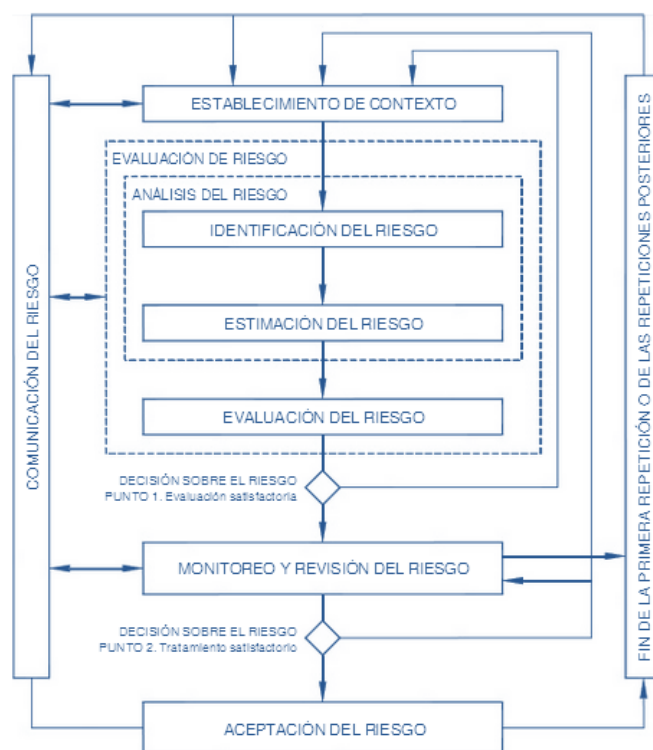 ESTABLECIMIENTO DE CONTEXTO
EVALUACIÓN DE RIESGO
ANÁLISIS DEL RIESGO
IDENTIFICACIÓN DEL RIESGO
ESTIMACIÓN DEL RIESGO
EVALUACIÓN DEL RIESGO
DECISIÓN SOBRE EL RIESGO
PUNTO 1. Evaluación satisfactoria
MONITOREO Y REVISIÓN DEL RIESGO
DECISIÓN SOBRE EL RIESGO
PUNTO 2. Tratamiento satisfactorio
ACEPTACIÓN DEL RIESGO
COMUNICACIÓN DEL RIESGO
FIN DE LA PRIMERA REPETICIÓN O DE LAS REPETICIONES POSTERIORES